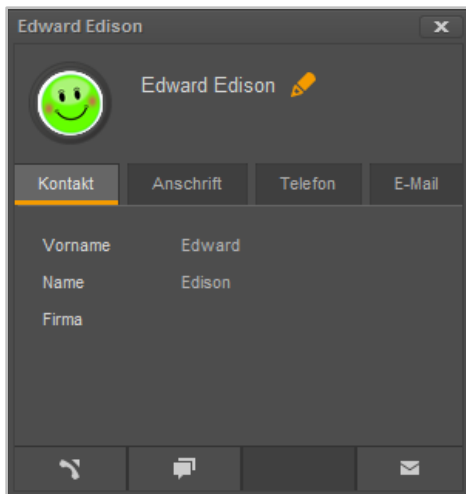 Edward Edison
Edward Edison
Kontakt Anschrift Telefon E-Mail
Vorname Edward
Name Edison
Firma